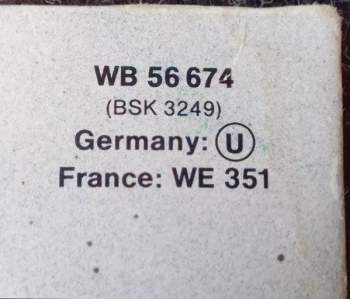 WB 56 674
(BSK 3249)
Germany: U
France: WE 351